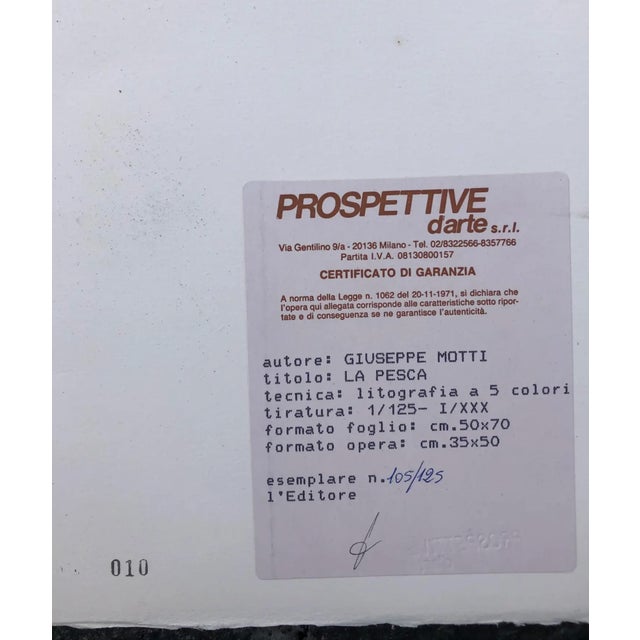 PROSPETTIVE
d'arte s.r.l.
Via Gentilino 9/a - 20136 Milano - Tel. 02/8322566-8357766
Partita I.V.A. 08130800157
CERTIFICATO DI GARANZIA
A norma della Legge n. 1062 del 20-11-1971, si dichiara che
l'opera qui allegata corrisponde alle caratteristiche sotto ripor-
tate e di conseguenza se ne garantisce l'autenticità.
autore: GIUSEPPE MOTTI
titolo: LA PESCA
tecnica: litografia a 5 colori
tiratura: 1/125- I/XXX
formato foglio: cm.50x70
formato opera: cm.35x50
esemplare n.105/125
l'Editore
010